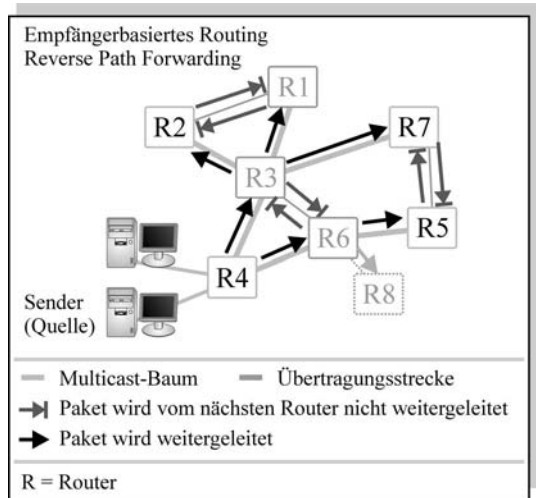 Empfängerbasiertes Routing
Reverse Path Forwarding
R1
R2
R7
R3
R6
R5
R4
R8
Sender
(Quelle)
Multicast-Baum
Übertragungsstrecke
Paket wird vom nächsten Router nicht weitergeleitet
Paket wird weitergeleitet
R = Router